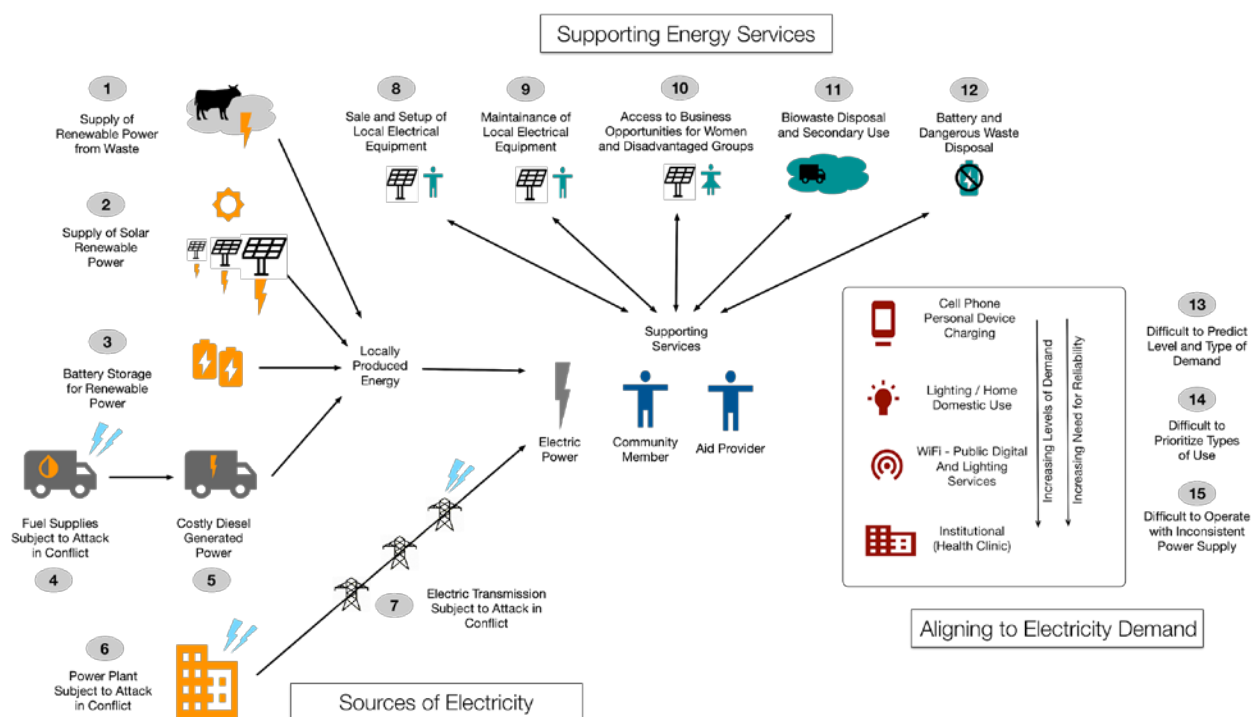 Supporting Energy Services
1
Supply of
Renewable Power
from Waste
2
Supply of Solar
Renewable
Power
3
Battery Storage
for Renewable
Power
Fuel Supplies
Subject to Attack
in Conflict
4
Costly Diesel
Generated
Power
5
6
Power Plant
Subject to Attack
in Conflict
Locally
Produced
Energy
7
Electric Transmission
Subject to Attack in
Conflict
Electric
Power
Sources of Electricity
8
Sale and Setup of
Local Electrical
Equipment
9
Maintainance of
Local Electrical
Equipment
10
Access to Business
Opportunities for Women
and Disadvantaged Groups
11
Biowaste Disposal
and Secondary Use
12
Battery and
Dangerous Waste
Disposal
Supporting
Services
Community
Member
Aid Provider
Cell Phone
Personal Device
Charging
Lighting / Home
Domestic Use
WiFi - Public Digital
And Lighting
Services
Institutional
(Health Clinic)
Increasing Levels of Demand
Increasing Need for Reliability
13
Difficult to Predict
Level and Type of
Demand
14
Difficult to
Prioritize Types
of Use
15
Difficult to Operate
with Inconsistent
Power Supply
Aligning to Electricity Demand